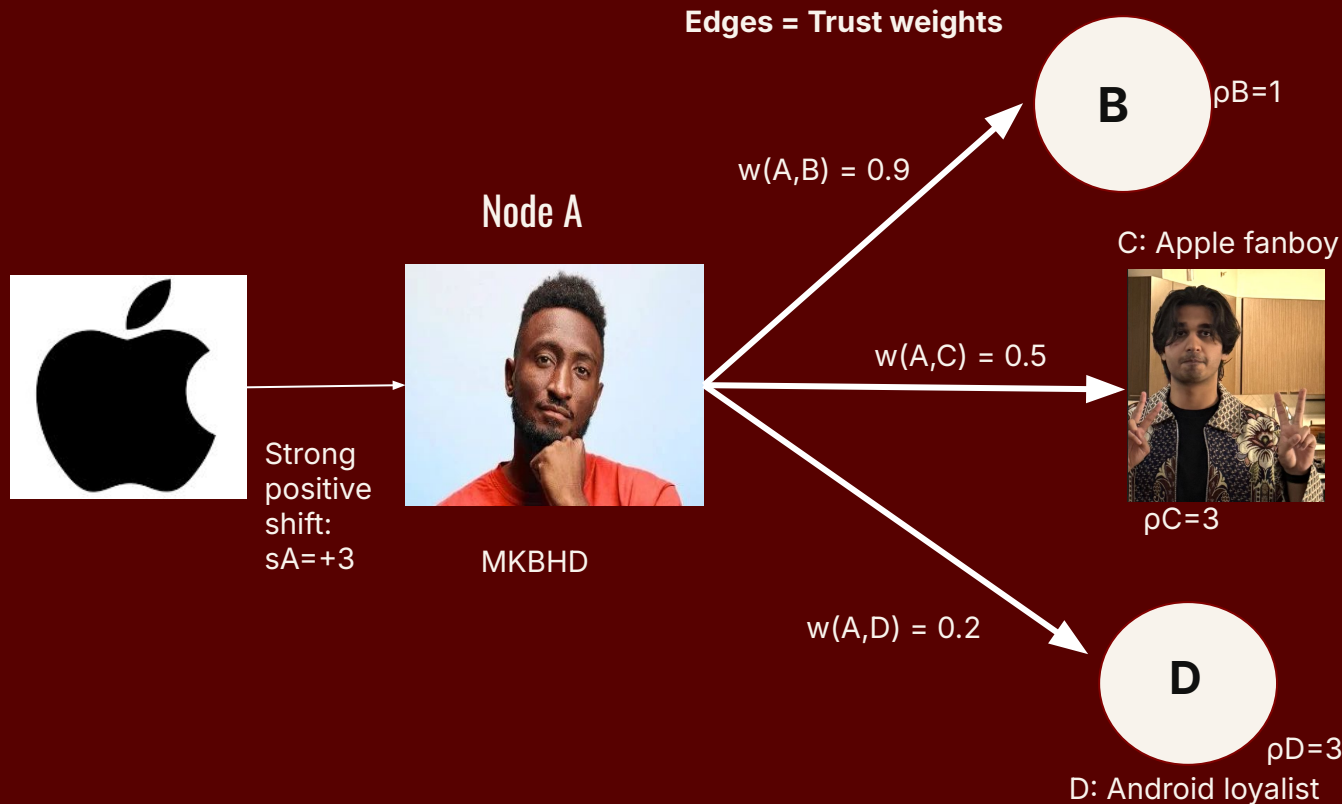 Edges = Trust weights
B
ρB=1
w(A,B) = 0.9
Node A
C: Apple fanboy
w(A,C) = 0.5
Strong
positive
shift:
sA=+3
MKBHD
ρC=3
w(A,D) = 0.2
D
ρD=3
D: Android loyalist